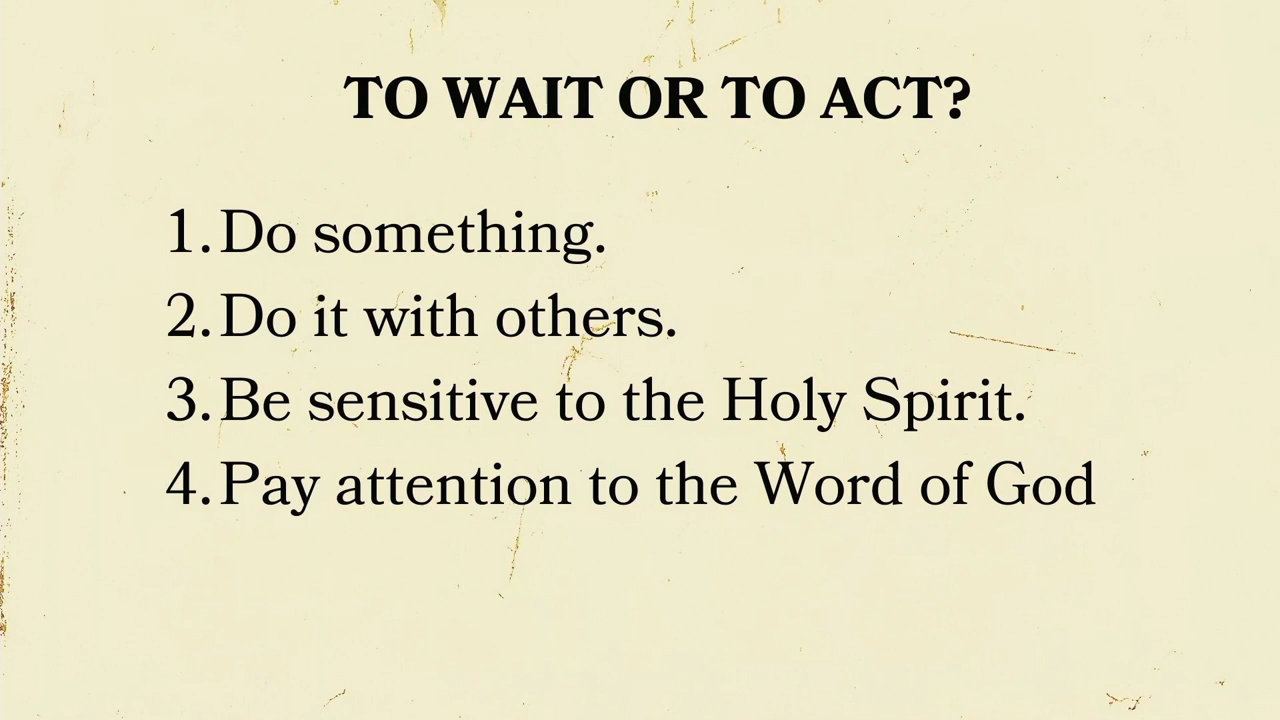 TO WAIT OR TO ACT?
1. Do something.
2. Do it with others.
3. Be sensitive to the Holy Spirit.
4. Pay attention to the Word of God